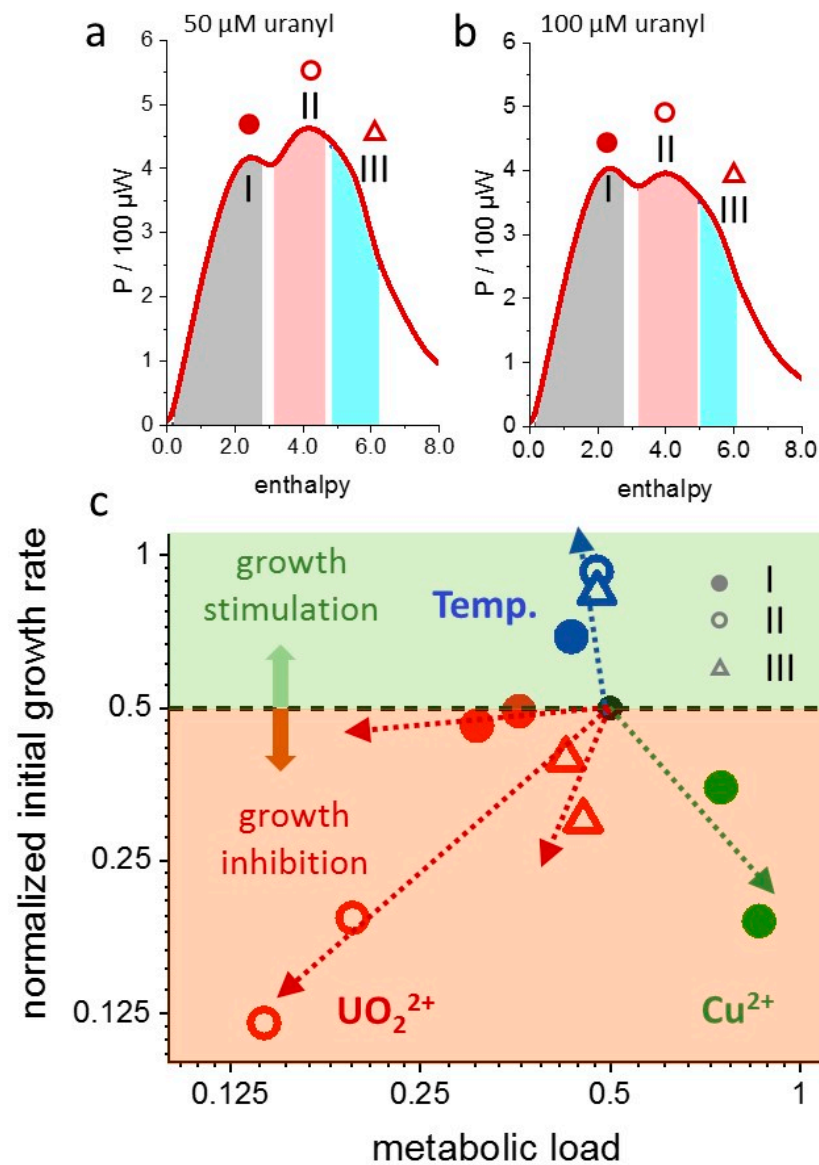 a
50 µM uranyl
6
5
4
3
2
1
0
P / 100 µW
I
II
III
0.0 2.0 4.0 6.0 8.0
enthalpy
b
100 µM uranyl
6
5
4
3
2
1
0
P / 100 µW
I
II
III
0.0 2.0 4.0 6.0 8.0
enthalpy
c
normalized initial growth rate
1
0.5
0.25
0.125
growth
stimulation
Temp.
I
II
III
growth
inhibition
UO₂²⁺
Cu²⁺
0.125 0.25 0.5 1
metabolic load